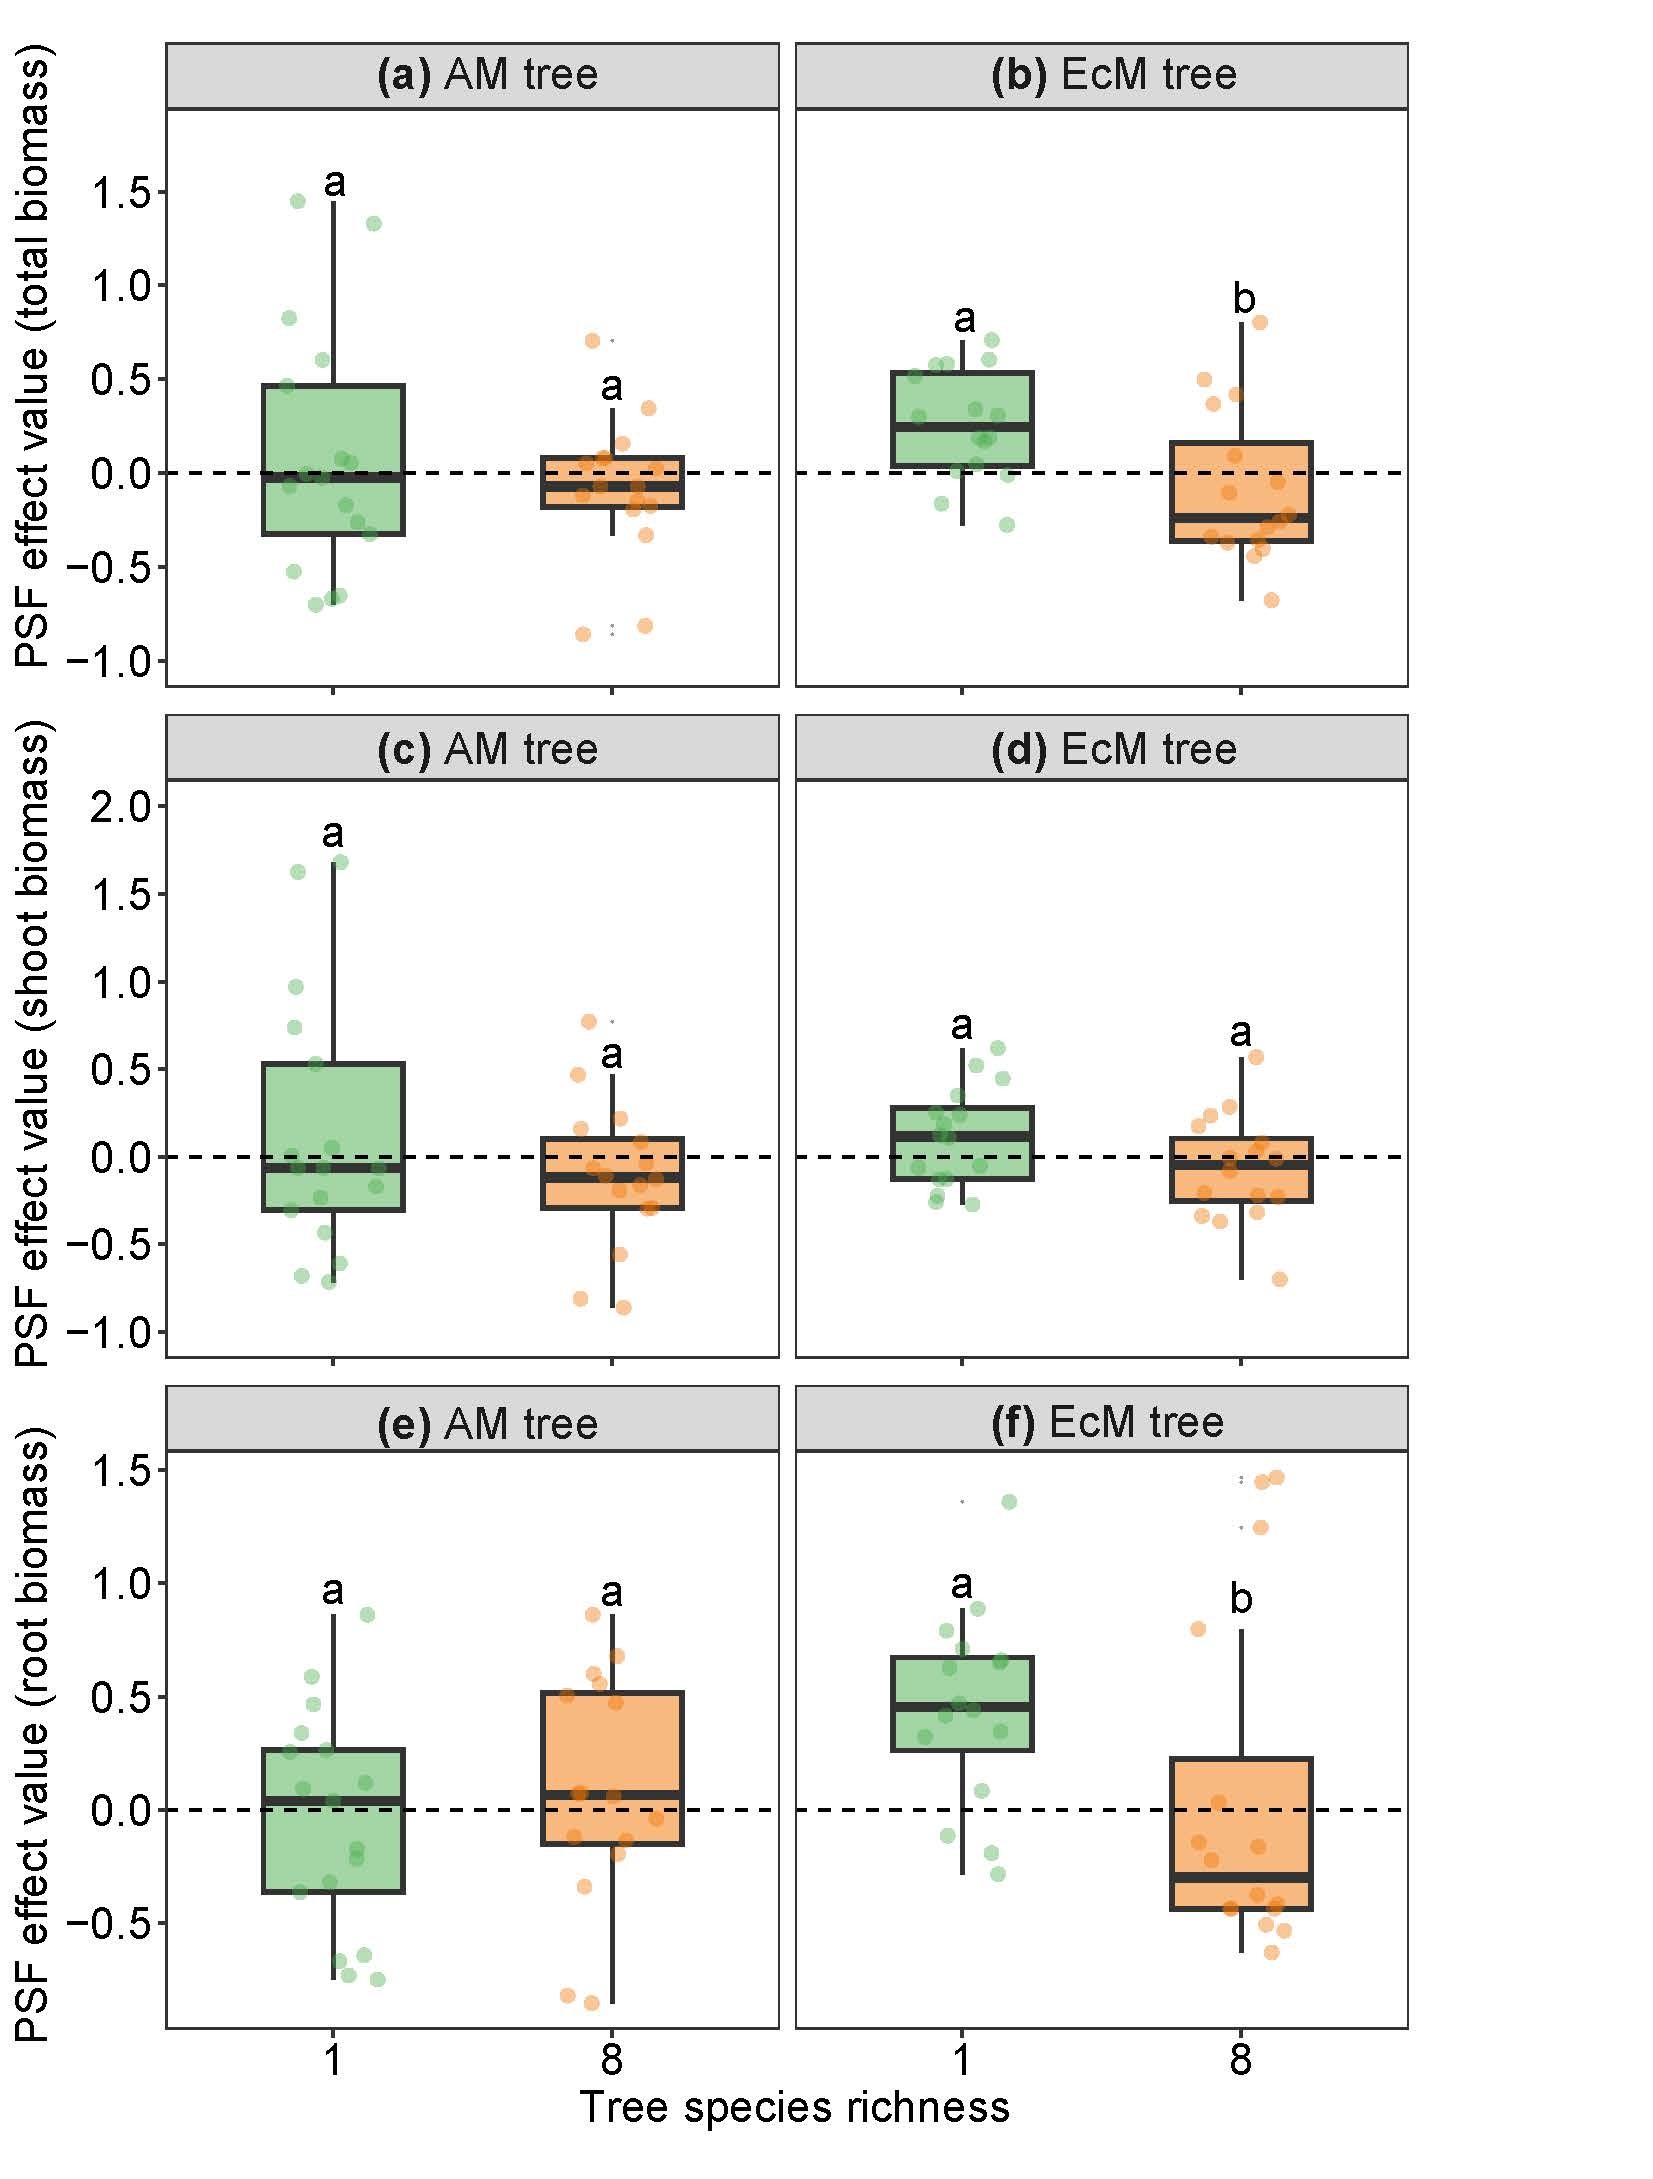 (a) AM tree
(b) EcM tree
PSF effect value (total biomass)
1.5
1.0
0.5
0.0
−0.5
−1.0
a
a
a
b
(c) AM tree
(d) EcM tree
PSF effect value (shoot biomass)
2.0
1.5
1.0
0.5
0.0
−0.5
−1.0
a
a
a
a
(e) AM tree
(f) EcM tree
PSF effect value (root biomass)
1.5
1.0
0.5
0.0
−0.5
a
a
a
b
1
8
1
8
Tree species richness